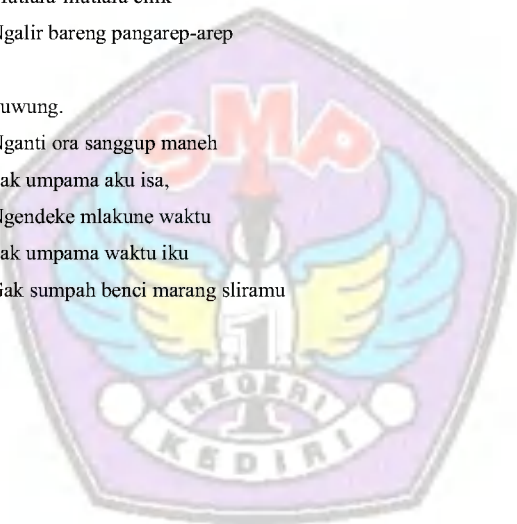 Mutiara-mutiara cilik
Ngalir bareng pangarep-arep
uwung.
Nganti ora sanggup maneh
ak umpama aku isa,
Ngendeke mlakune waktu
ak umpama waktu iku
Gak sumpah benci marang sliramu
SMP
1
NEGERI
KEDIRI